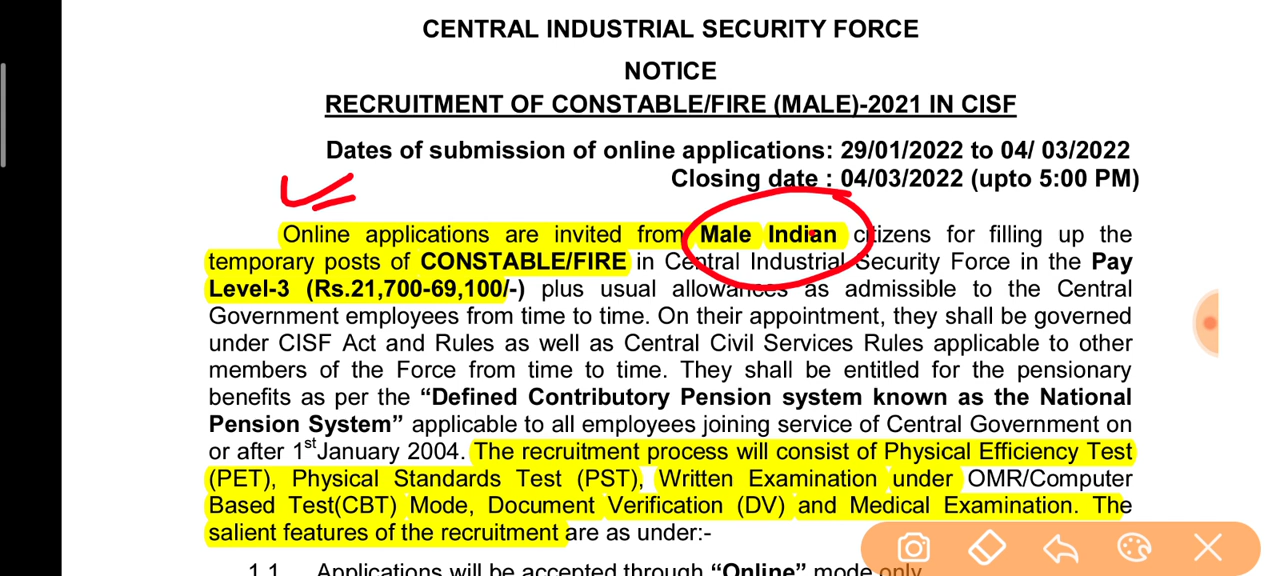 CENTRAL INDUSTRIAL SECURITY FORCE
NOTICE
RECRUITMENT OF CONSTABLE/FIRE (MALE)-2021 IN CISF
Dates of submission of online applications: 29/01/2022 to 04/ 03/2022
Closing date : 04/03/2022 (upto 5:00 PM)
Online applications are invited from Male Indian citizens for filling up the
temporary posts of CONSTABLE/FIRE in Central Industrial Security Force in the Pay
Level-3 (Rs.21,700-69,100/-) plus usual allowances as admissible to the Central
Government employees from time to time. On their appointment, they shall be governed
under CISF Act and Rules as well as Central Civil Services Rules applicable to other
members of the Force from time to time. They shall be entitled for the pensionary
benefits as per the “Defined Contributory Pension system known as the National
Pension System” applicable to all employees joining service of Central Government on
or after 1st January 2004. The recruitment process will consist of Physical Efficiency Test
(PET), Physical Standards Test (PST), Written Examination under OMR/Computer
Based Test(CBT) Mode, Document Verification (DV) and Medical Examination. The
salient features of the recruitment are as under:-
1.1 Applications will be accepted through “Online” mode only